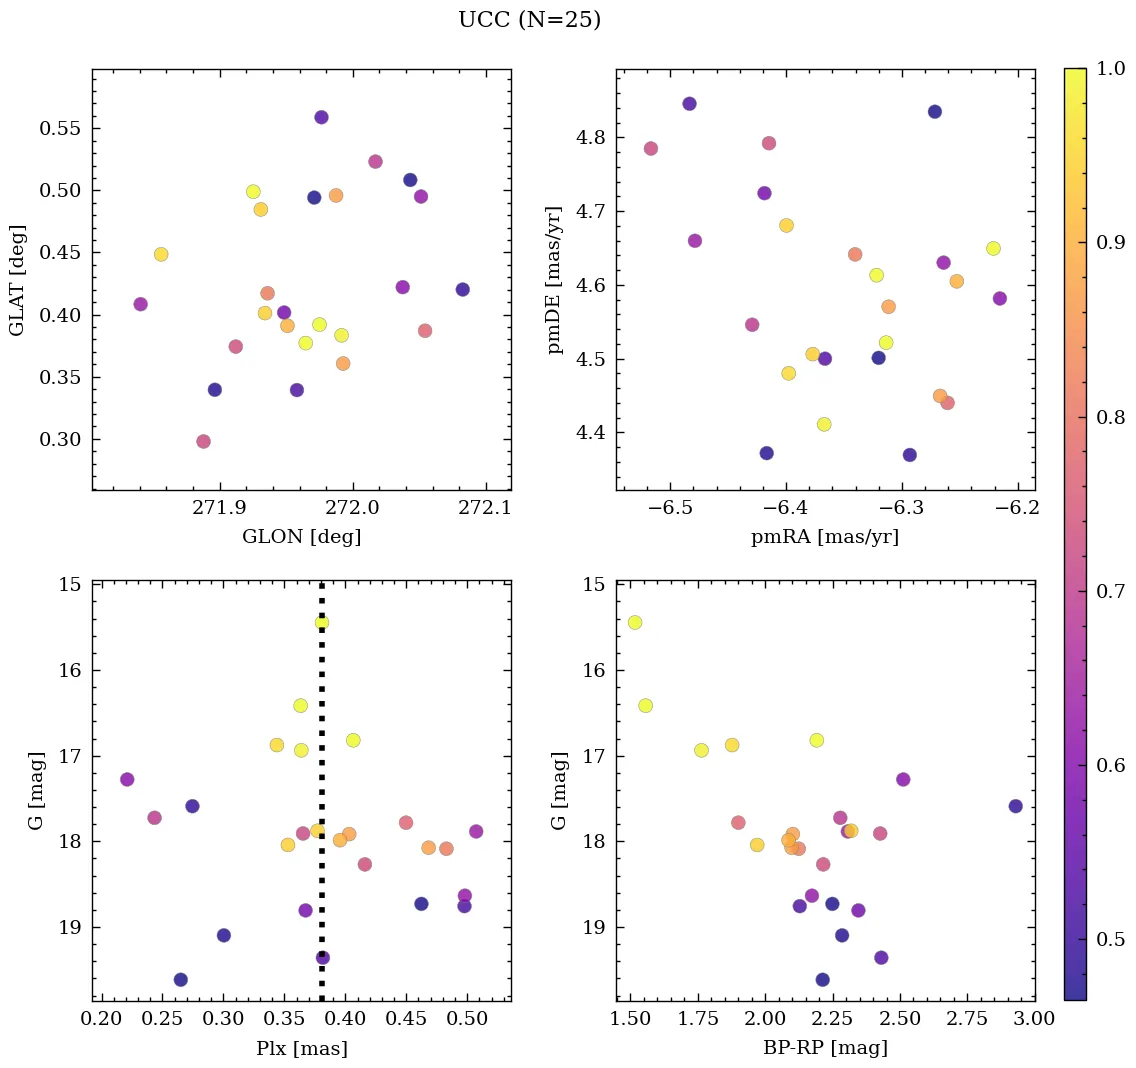 UCC (N=25)
0.55
0.50
0.45
0.40
0.35
0.30
GLAT [deg]
271.9 272.0 272.1
GLON [deg]
4.8
4.7
4.6
4.5
4.4
pmDE [mas/yr]
−6.5 −6.4 −6.3 −6.2
pmRA [mas/yr]
15
16
17
18
19
G [mag]
0.20 0.25 0.30 0.35 0.40 0.45 0.50
Plx [mas]
15
16
17
18
19
G [mag]
1.50 1.75 2.00 2.25 2.50 2.75 3.00
BP-RP [mag]
1.0
0.9
0.8
0.7
0.6
0.5